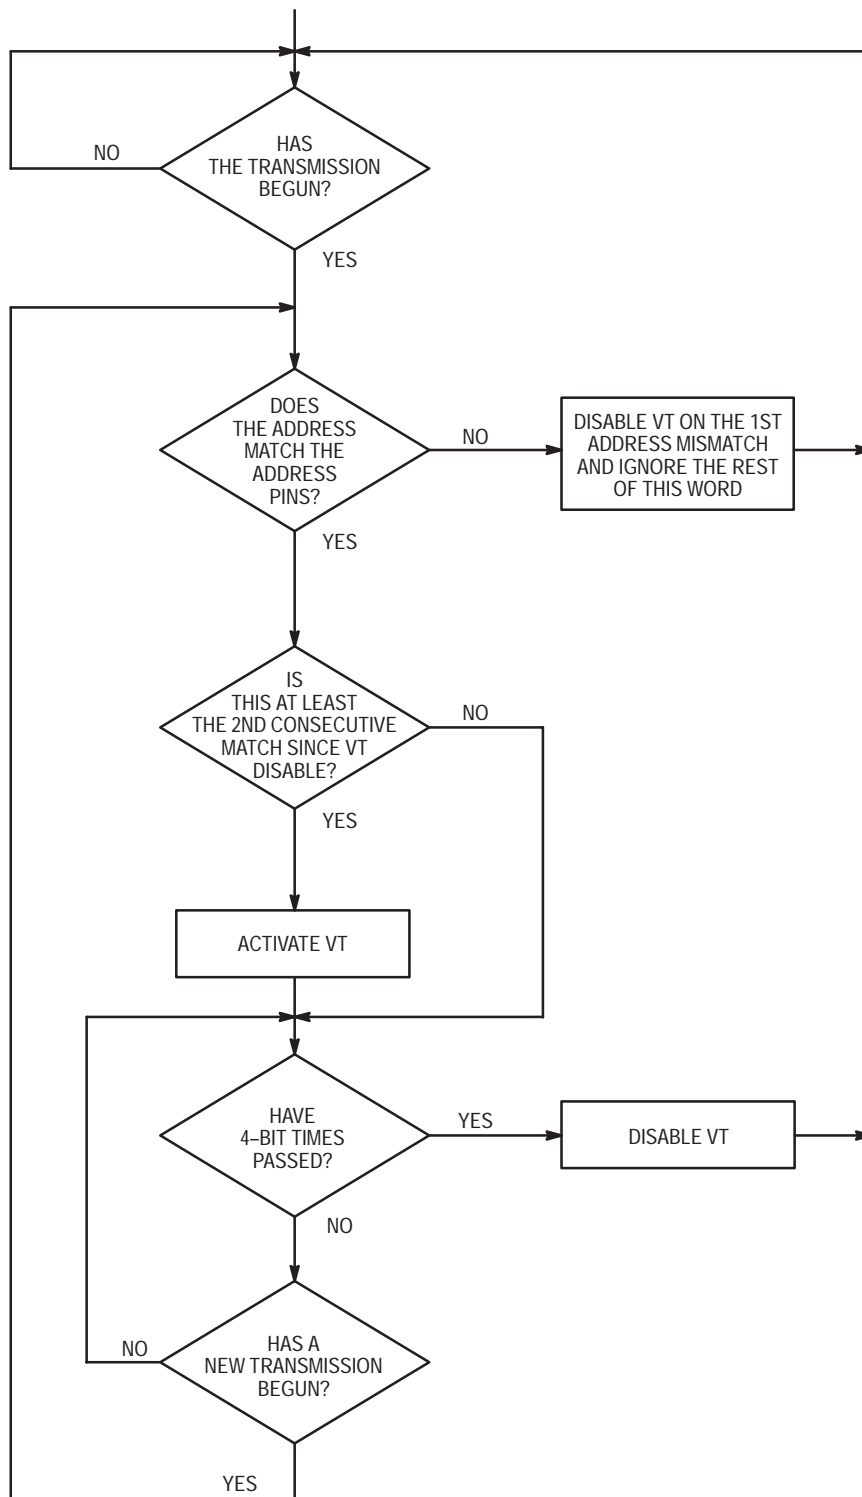 HAS
THE TRANSMISSION
BEGUN?
NO
YES
DOES
THE ADDRESS
MATCH THE
ADDRESS
PINS?
NO
DISABLE VT ON THE 1ST
ADDRESS MISMATCH
AND IGNORE THE REST
OF THIS WORD
YES
IS
THIS AT LEAST
THE 2ND CONSECUTIVE
MATCH SINCE VT
DISABLE?
NO
YES
ACTIVATE VT
HAVE
4–BIT TIMES
PASSED?
YES
DISABLE VT
NO
HAS A
NEW TRANSMISSION
BEGUN?
NO
YES